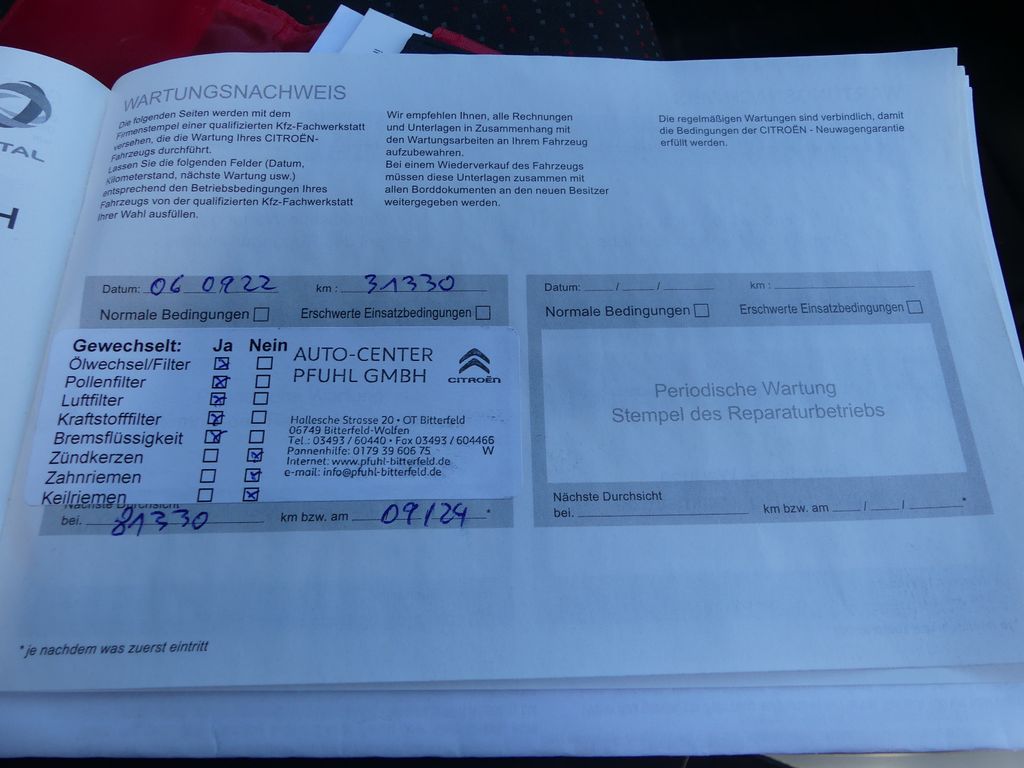 TAL
H
WARTUNGSNACHWEIS
Die folgenden Seiten werden mit dem
Firmenstempel einer qualifizierten Kfz-Fachwerkstatt
versehen, die die Wartung Ihres CITROËN-
Fahrzeugs durchführt.
Lassen Sie die folgenden Felder (Datum,
Kilometerstand, nächste Wartung usw.)
entsprechend den Betriebsbedingungen Ihres
Fahrzeugs von der qualifizierten Kfz-Fachwerkstatt
Ihrer Wahl ausfüllen.
Wir empfehlen Ihnen, alle Rechnungen
und Unterlagen in Zusammenhang mit
den Wartungsarbeiten an Ihrem Fahrzeug
aufzubewahren.
Bei einem Wiederverkauf des Fahrzeugs
müssen diese Unterlagen zusammen mit
allen Borddokumenten an den neuen Besitzer
weitergegeben werden.
Die regelmäßigen Wartungen sind verbindlich, damit
die Bedingungen der CITROËN - Neuwagengarantie
erfüllt werden.
Datum: 06 09 22 km : 31330
Normale Bedingungen Erschwerte Einsatzbedingungen
Gewechselt: Ja Nein
Ölwechsel/Filter
Pollenfilter
Luftfilter
Kraftstofffilter
Bremsflüssigkeit
Zündkerzen
Zahnriemen
Keilriemen
AUTO-CENTER
PFUHL GMBH
CITROËN
Hallesche Strasse 20 • OT Bitterfeld
06749 Bitterfeld-Wolfen
Tel.: 03493 / 60440 • Fax 03493 / 604466
Pannenhilfe: 0179 39 606 75 W
Internet: www.pfuhl-bitterfeld.de
e-mail: info@pfuhl-bitterfeld.de
Nächste Durchsicht
bei. 81330 km bzw. am 09/24 *
Datum: / / km :
Normale Bedingungen Erschwerte Einsatzbedingungen
Periodische Wartung
Stempel des Reparaturbetriebs
Nächste Durchsicht
bei. km bzw. am / / *
* je nachdem was zuerst eintritt